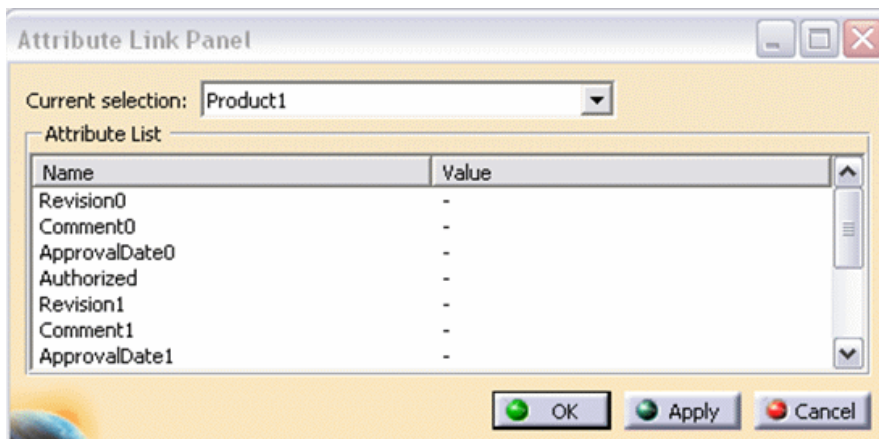 Attribute Link Panel
Current selection: Product1
Attribute List
Name Value
Revision0 -
Comment0 -
ApprovalDate0 -
Authorized -
Revision1 -
Comment1 -
ApprovalDate1 -
OK Apply Cancel